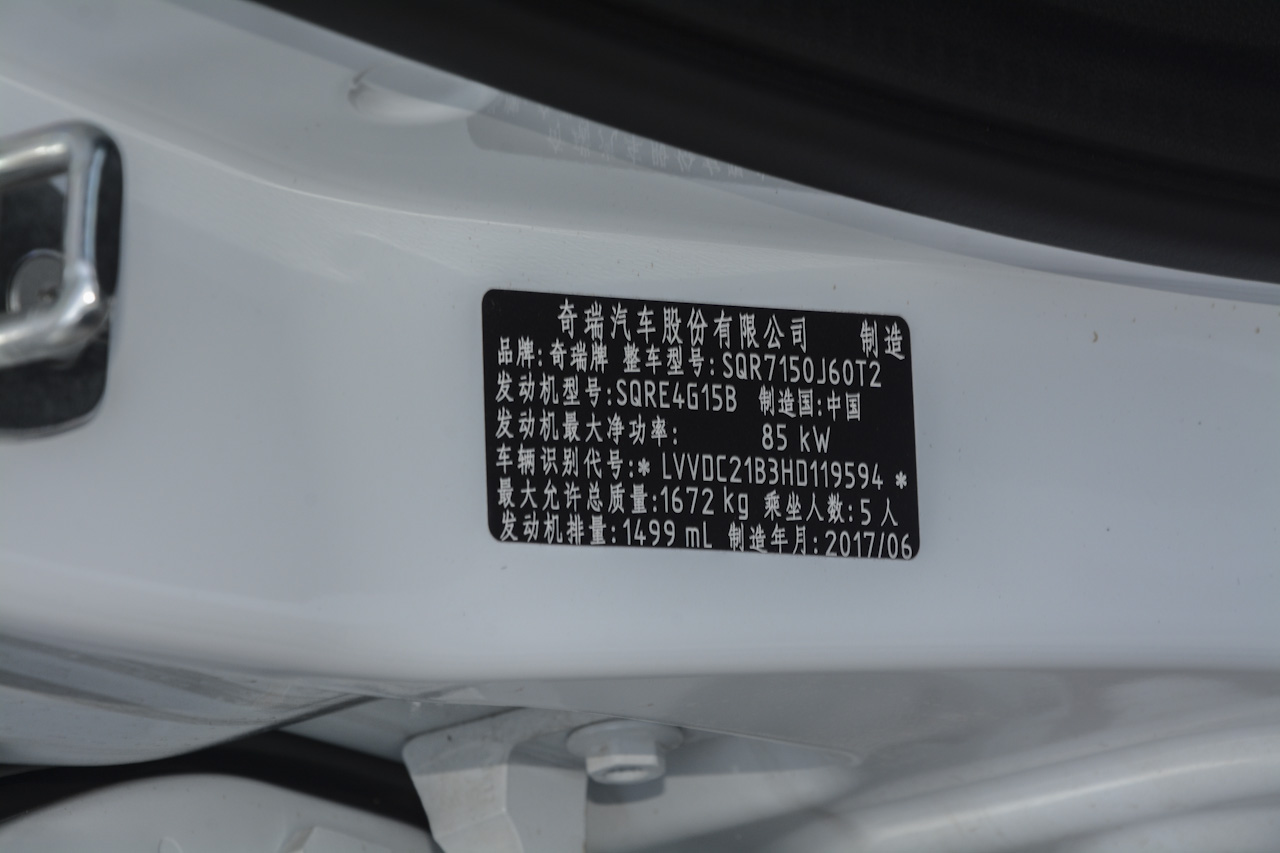 奇瑞汽车股份有限公司 制造
品牌:奇瑞牌 整车型号:SQR7150J60T2
发动机型号:SQRE4G15B 制造国:中国
发动机最大净功率: 85 kW
车辆识别代号:* LVVDC21B3HD119594 *
最大允许总质量:1672 kg 乘坐人数:5 人
发动机排量:1499 mL 制造年月:2017/06